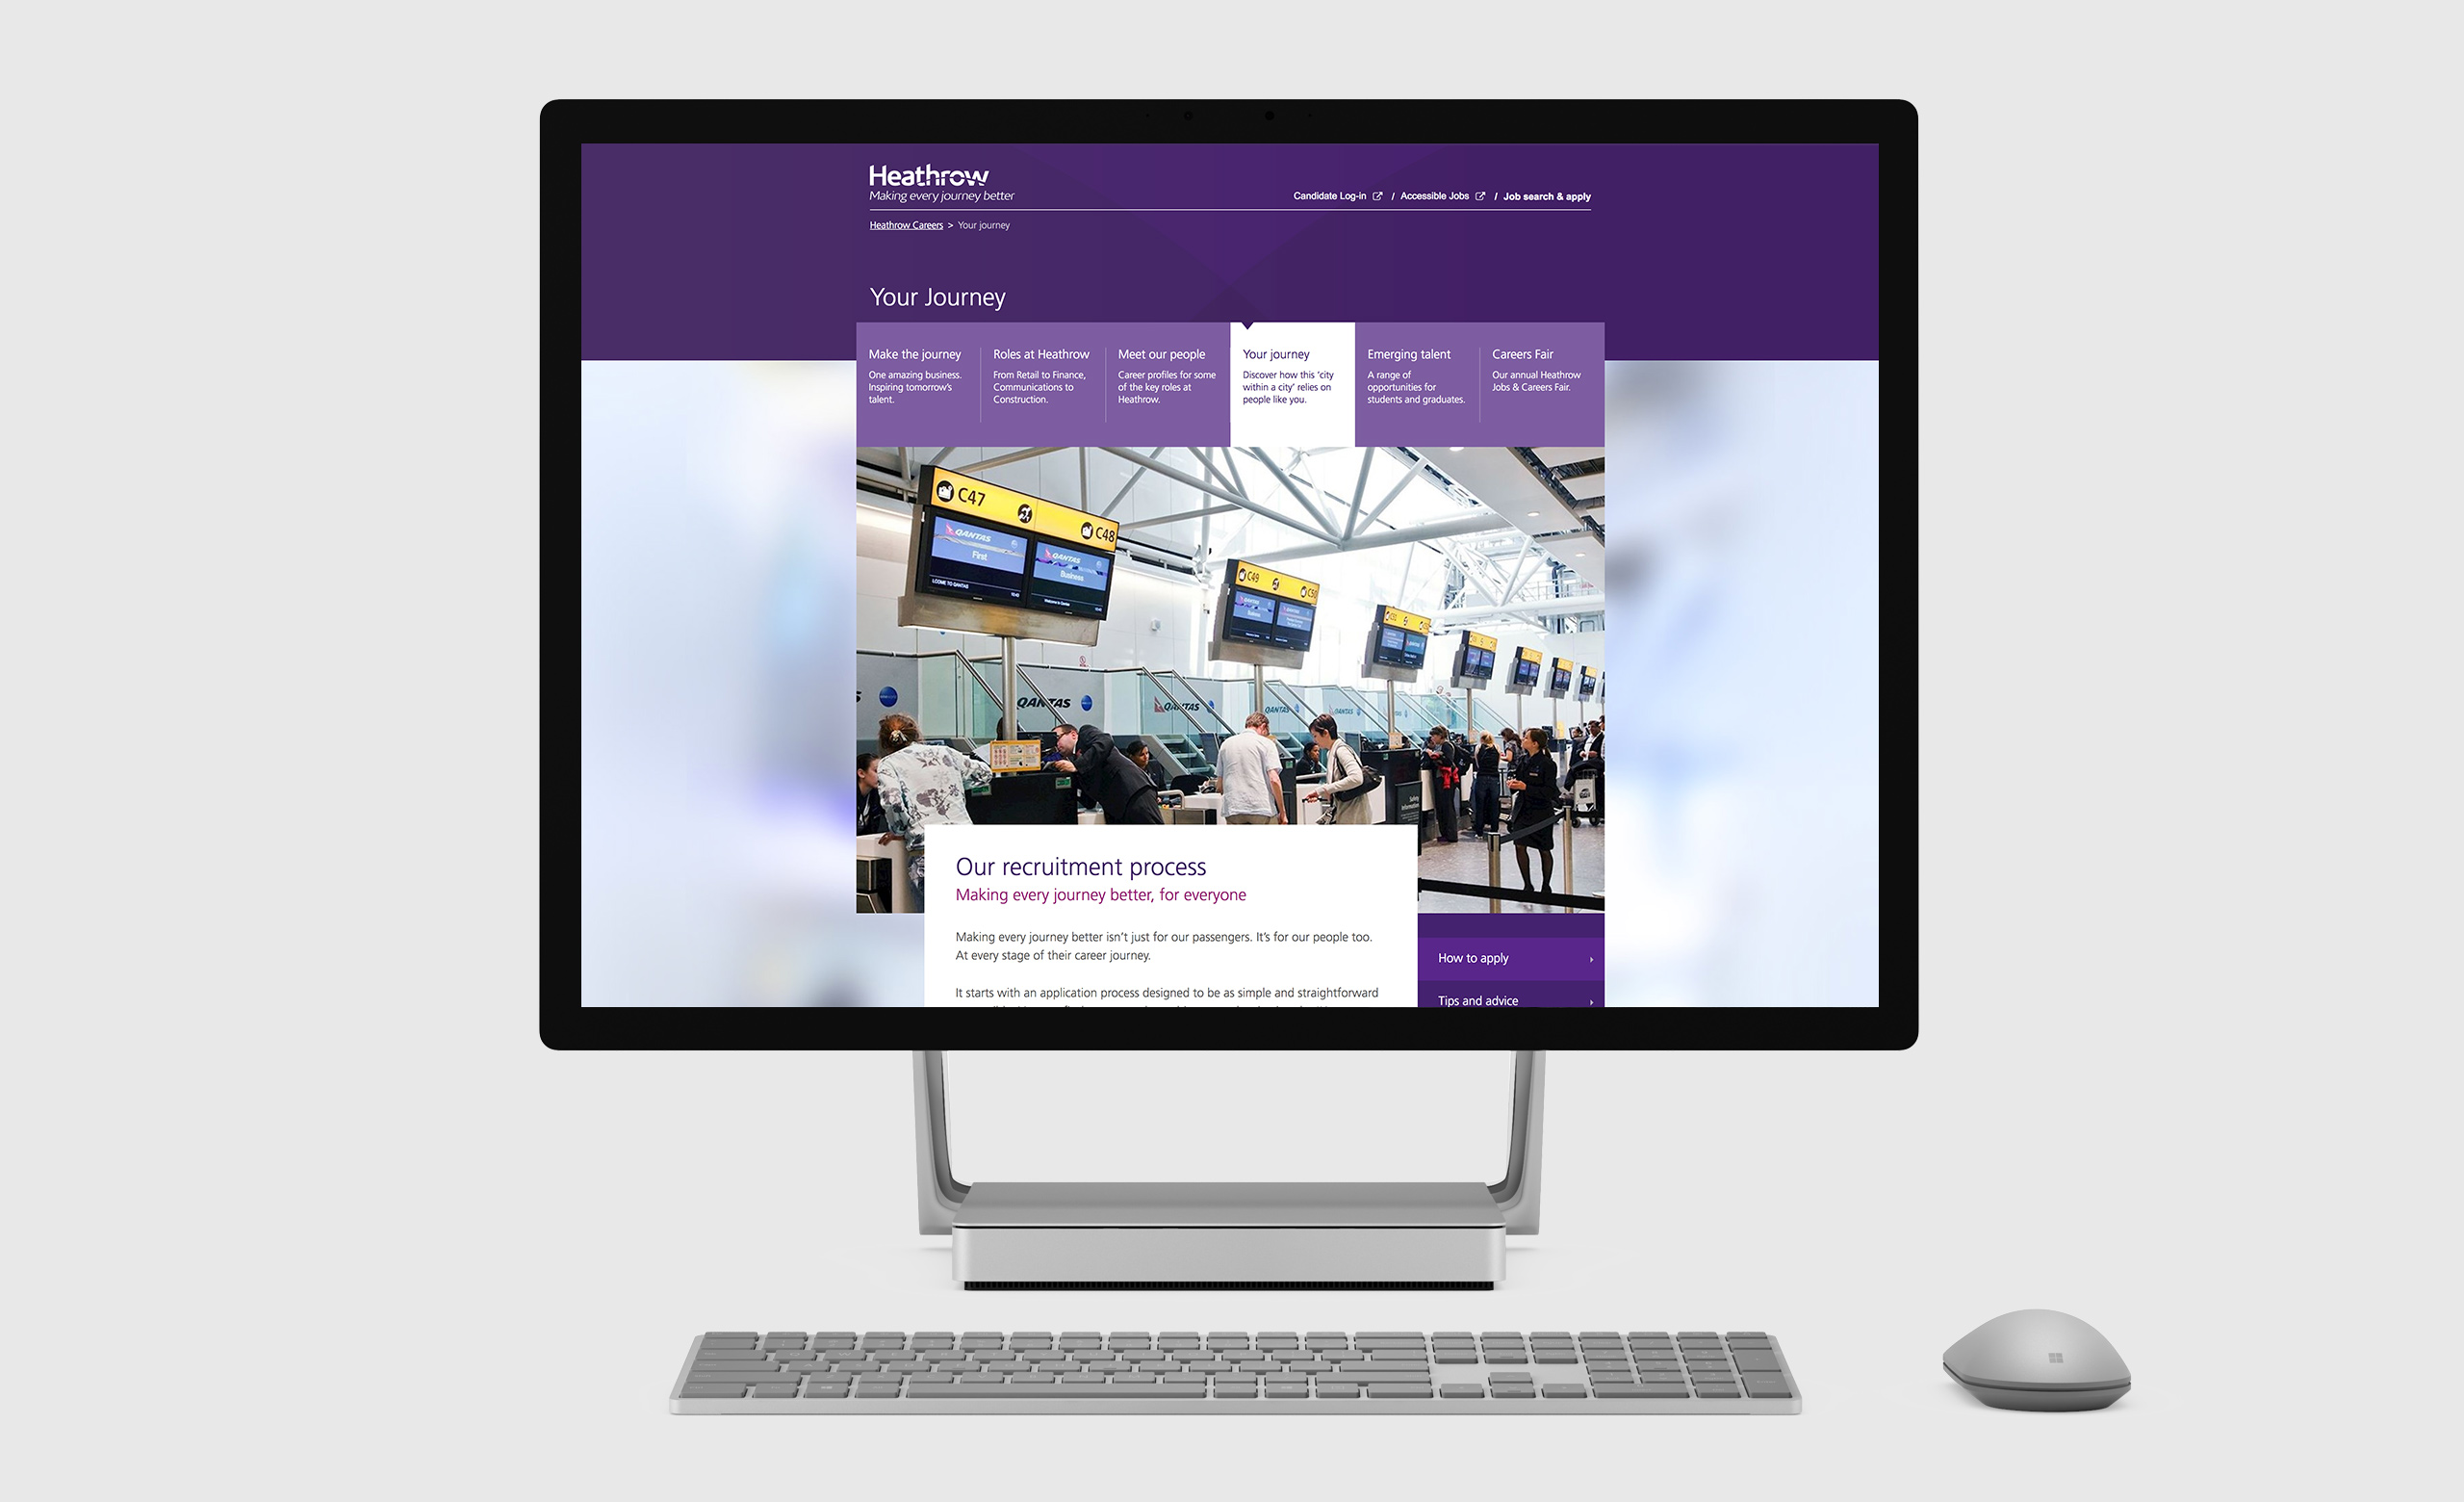 Heathrow
Making every journey better
Candidate Log-in / Accessible Jobs / Job search & apply
Heathrow Careers > Your journey
Your Journey
Make the journey
One amazing business.
Inspiring tomorrow's
talent.
Roles at Heathrow
From Retail to Finance,
Communications to
Construction.
Meet our people
Career profiles for some
of the key roles at
Heathrow.
Your journey
Discover how this 'city
within a city' relies on
people like you.
Emerging talent
A range of
opportunities for
students and graduates.
Careers Fair
Our annual Heathrow
Jobs & Careers Fair.
C47
C48
QANTAS
First
QANTAS
Business
C49
C50
QANTAS
QANTAS
QANTAS
QANTAS
Safety
Information
Our recruitment process
Making every journey better, for everyone
Making every journey better isn't just for our passengers. It's for our people too.
At every stage of their career journey.
It starts with an application process designed to be as simple and straightforward
How to apply
Tips and advice